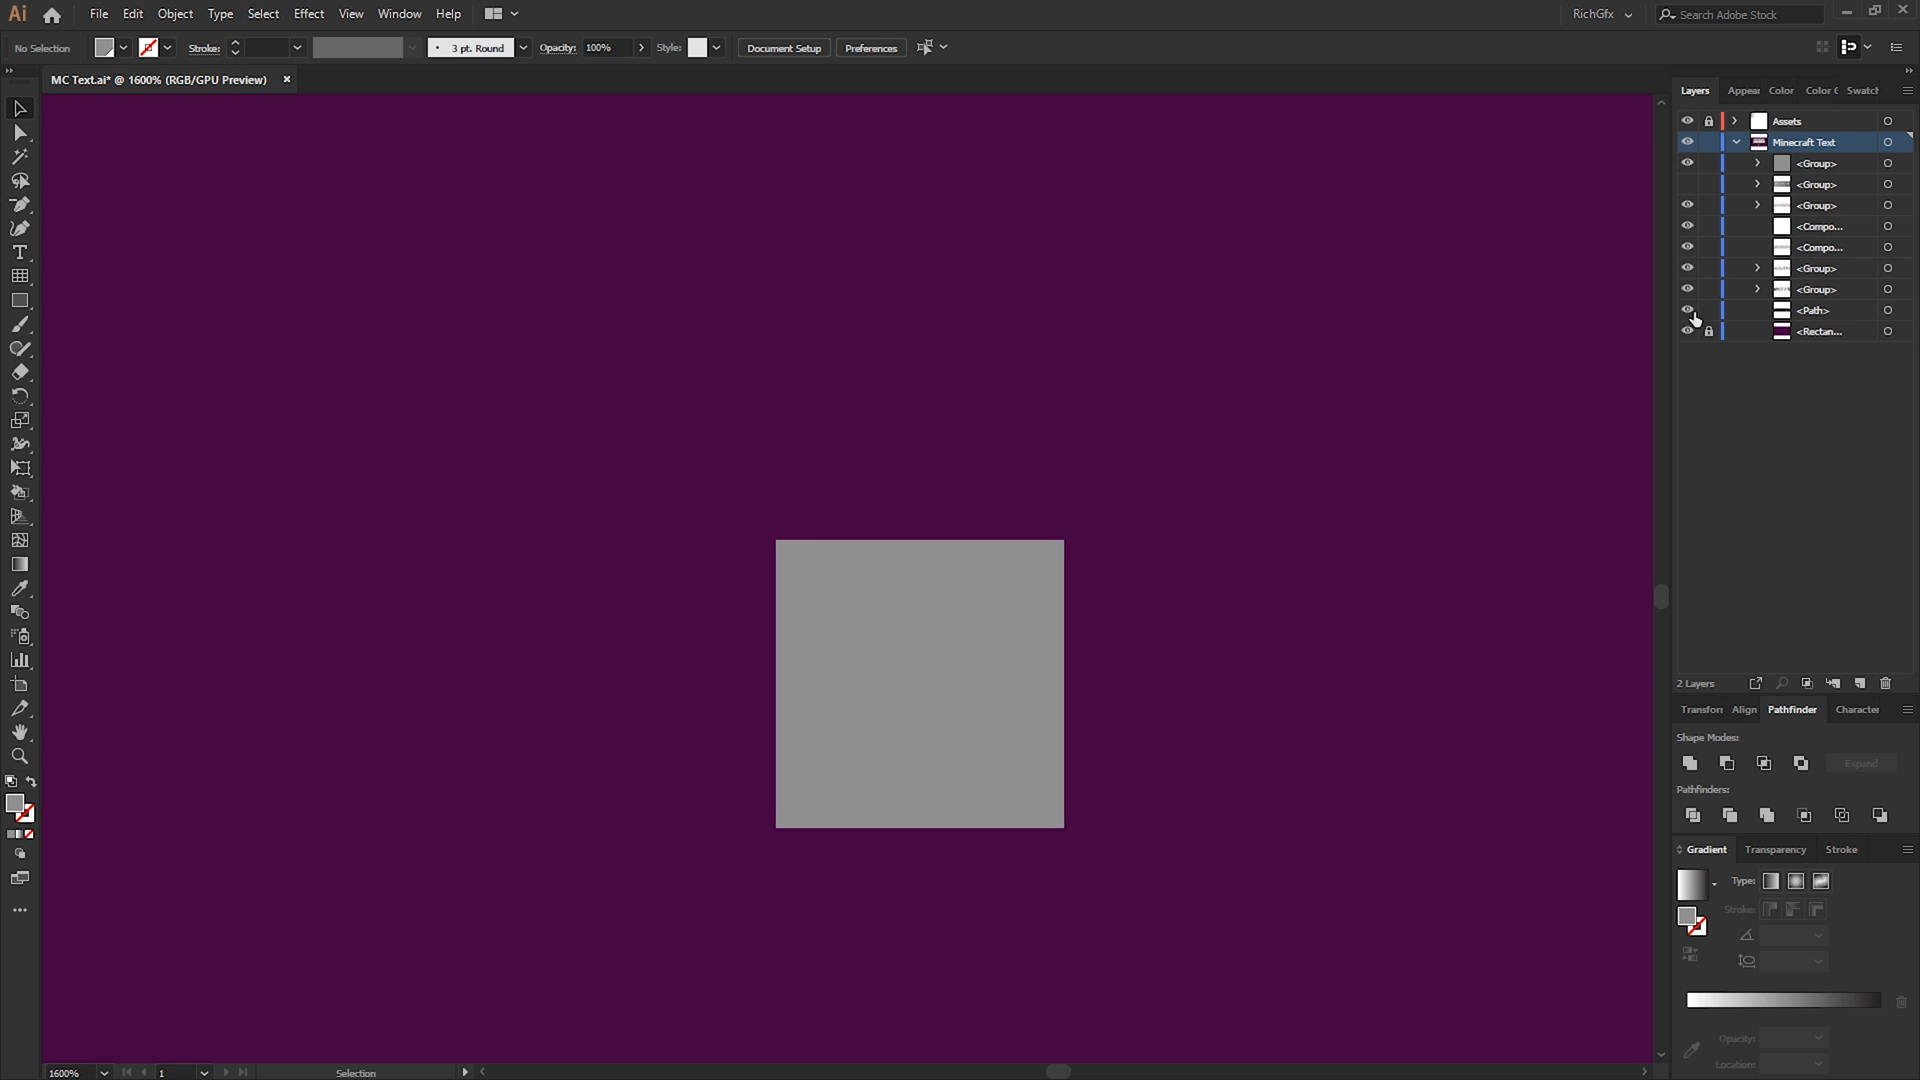 Ai File Edit Object Type Select Effect View Window Help RichGfx Search Adobe Stock
No Selection Stroke: 3 pt. Round Opacity: 100% Style: Document Setup Preferences
MC Text.ai* @ 1600% (RGB/GPU Preview) ×
Layers Appear Color Color G Swatch
Assets
Minecraft Text
<Group>
<Group>
<Group>
<Compo...
<Compo...
<Group>
<Group>
<Path>
<Rectan...
2 Layers
Transform Align Pathfinder Character
Shape Modes:
Expand
Pathfinders:
Gradient Transparency Stroke
Type:
Stroke:
Opacity:
Location:
1600% 1 Selection